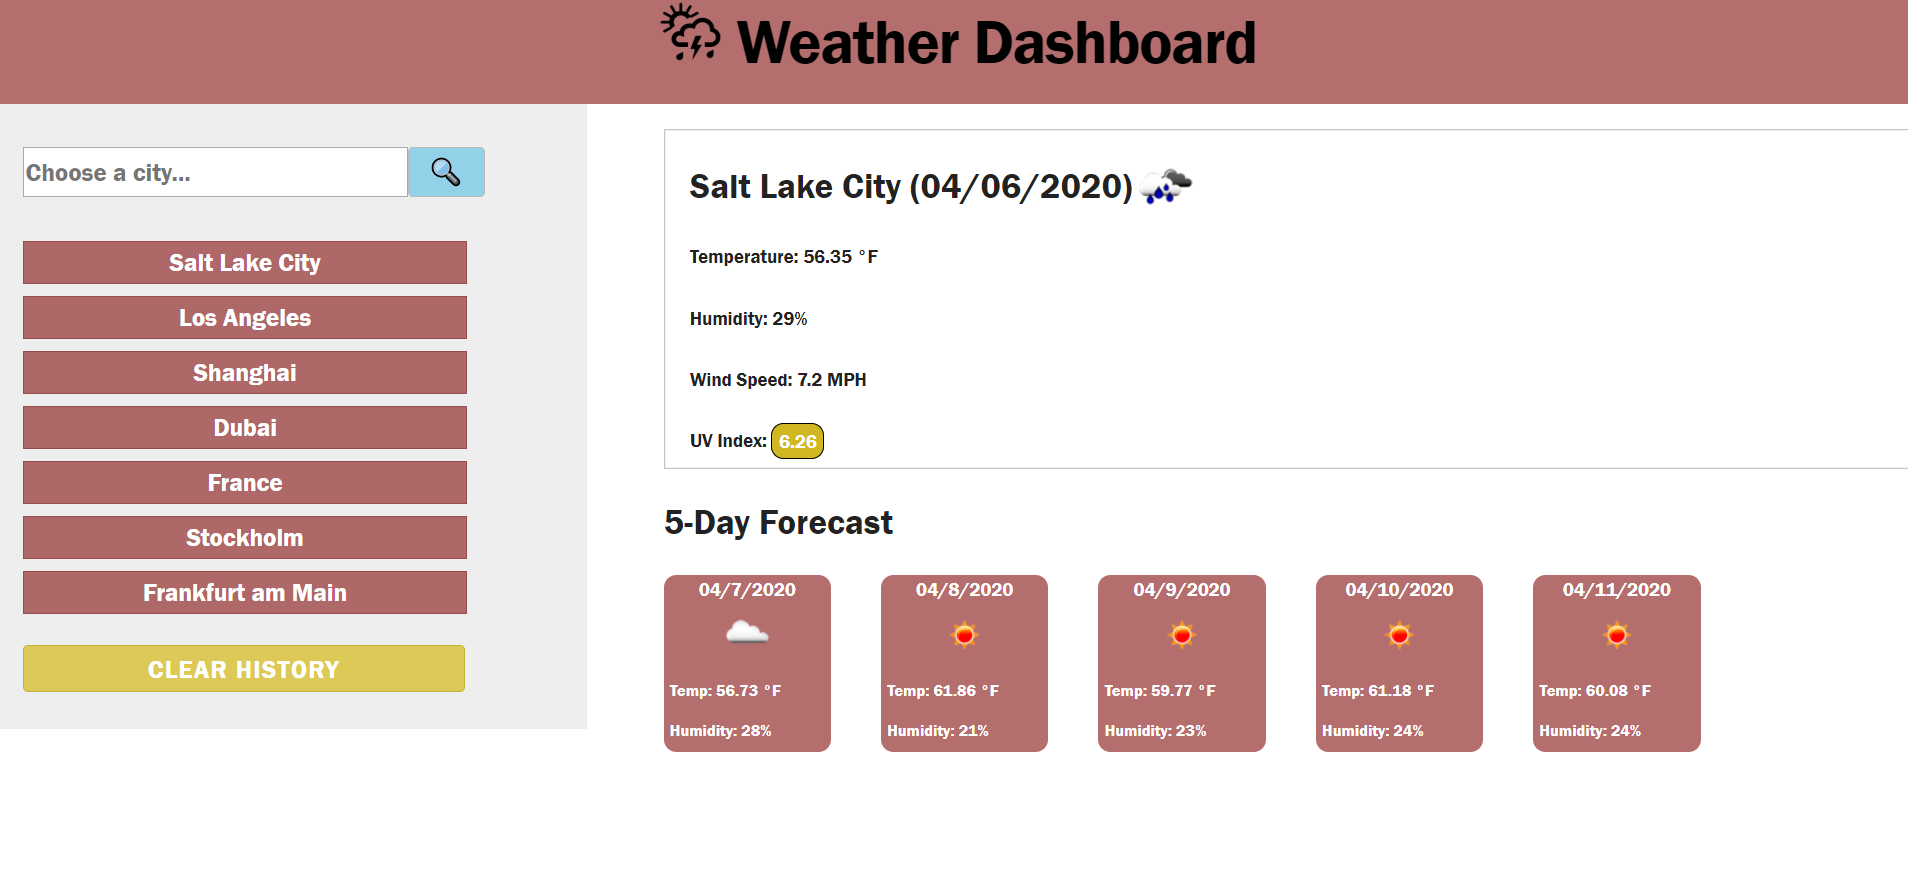 Weather Dashboard
Choose a city...
Salt Lake City
Los Angeles
Shanghai
Dubai
France
Stockholm
Frankfurt am Main
CLEAR HISTORY
Salt Lake City (04/06/2020)
Temperature: 56.35 °F
Humidity: 29%
Wind Speed: 7.2 MPH
UV Index: 6.26
5-Day Forecast
04/7/2020
Temp: 56.73 °F
Humidity: 28%
04/8/2020
Temp: 61.86 °F
Humidity: 21%
04/9/2020
Temp: 59.77 °F
Humidity: 23%
04/10/2020
Temp: 61.18 °F
Humidity: 24%
04/11/2020
Temp: 60.08 °F
Humidity: 24%